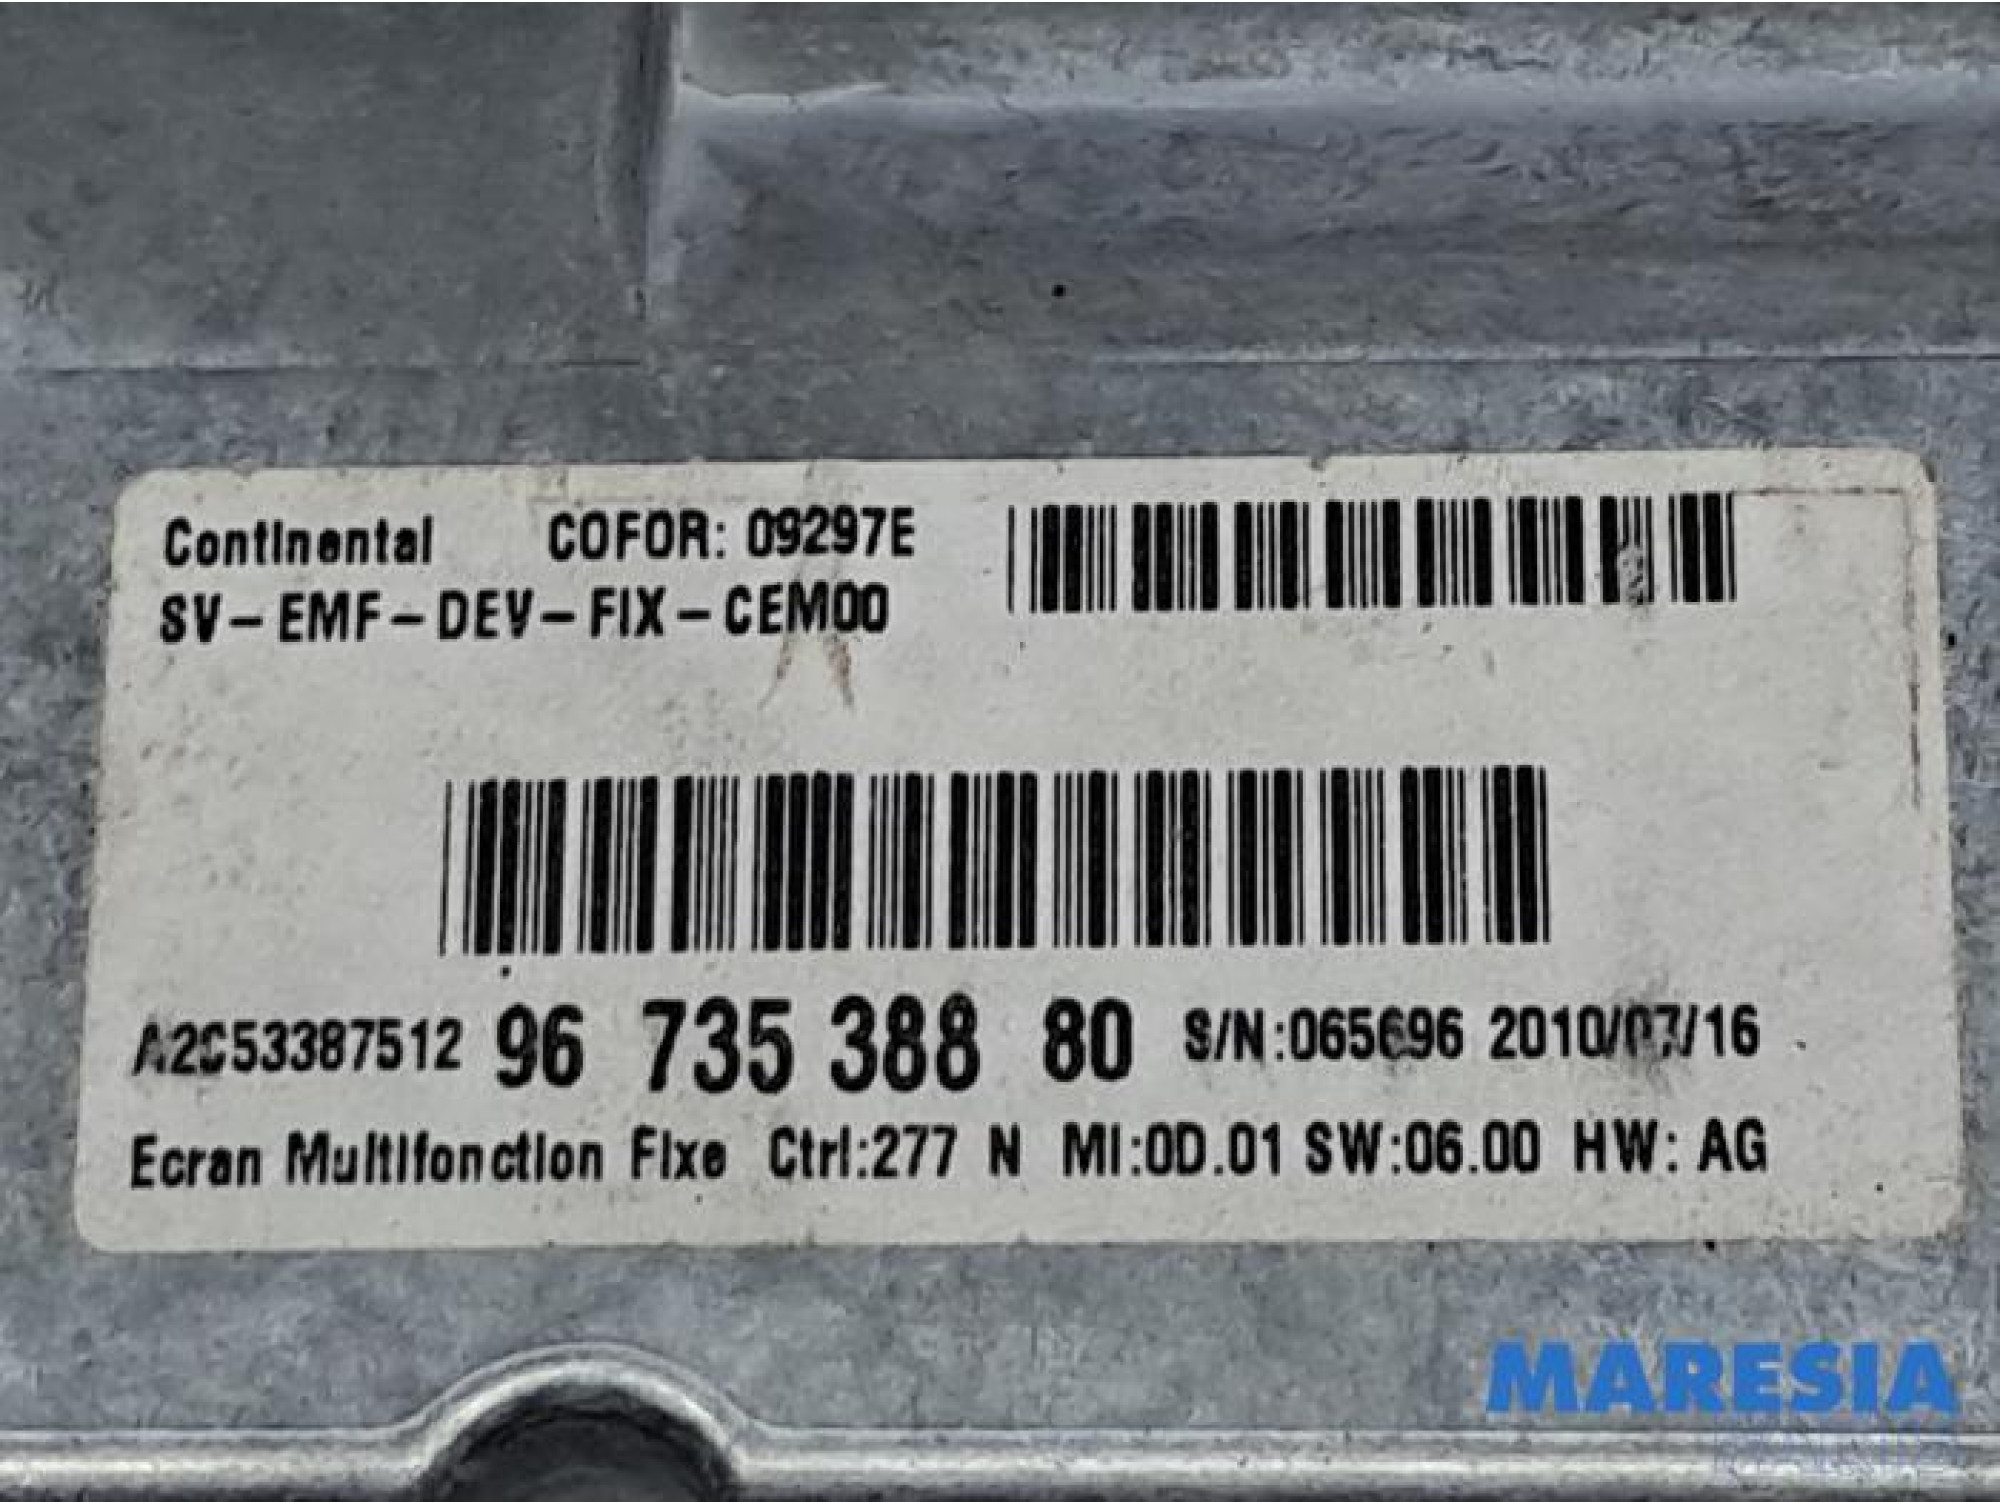 Continental COFOR: 09297E
SV-EMF-DEV-FIX-CEM00
A2C53387512 96 735 388 80 S/N:065696 2010/07/16
Ecran Multifonction Fixe Ctrl:277 N MI:0D.01 SW:06.00 HW: AG
MARESIA